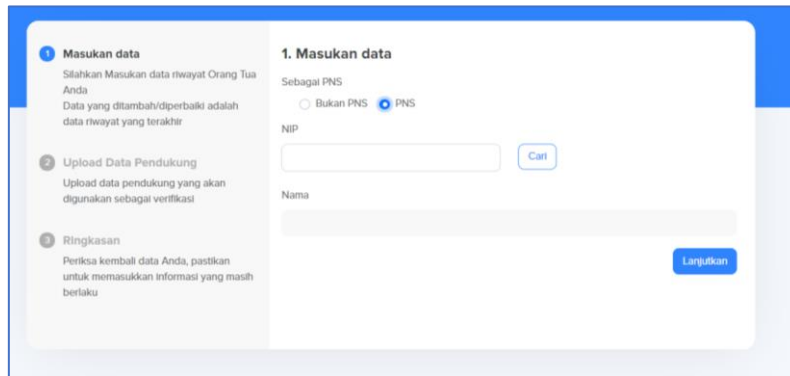 1 Masukan data
Silahkan Masukan data riwayat Orang Tua
Anda
Data yang ditambah/diperbaiki adalah
data riwayat yang terakhir
2 Upload Data Pendukung
Upload data pendukung yang akan
digunakan sebagai verifikasi
3 Ringkasan
Periksa kembali data Anda, pastikan
untuk memasukkan informasi yang masih
berlaku
1. Masukan data
Sebagai PNS
Bukan PNS PNS
NIP
Cari
Nama
Lanjutkan